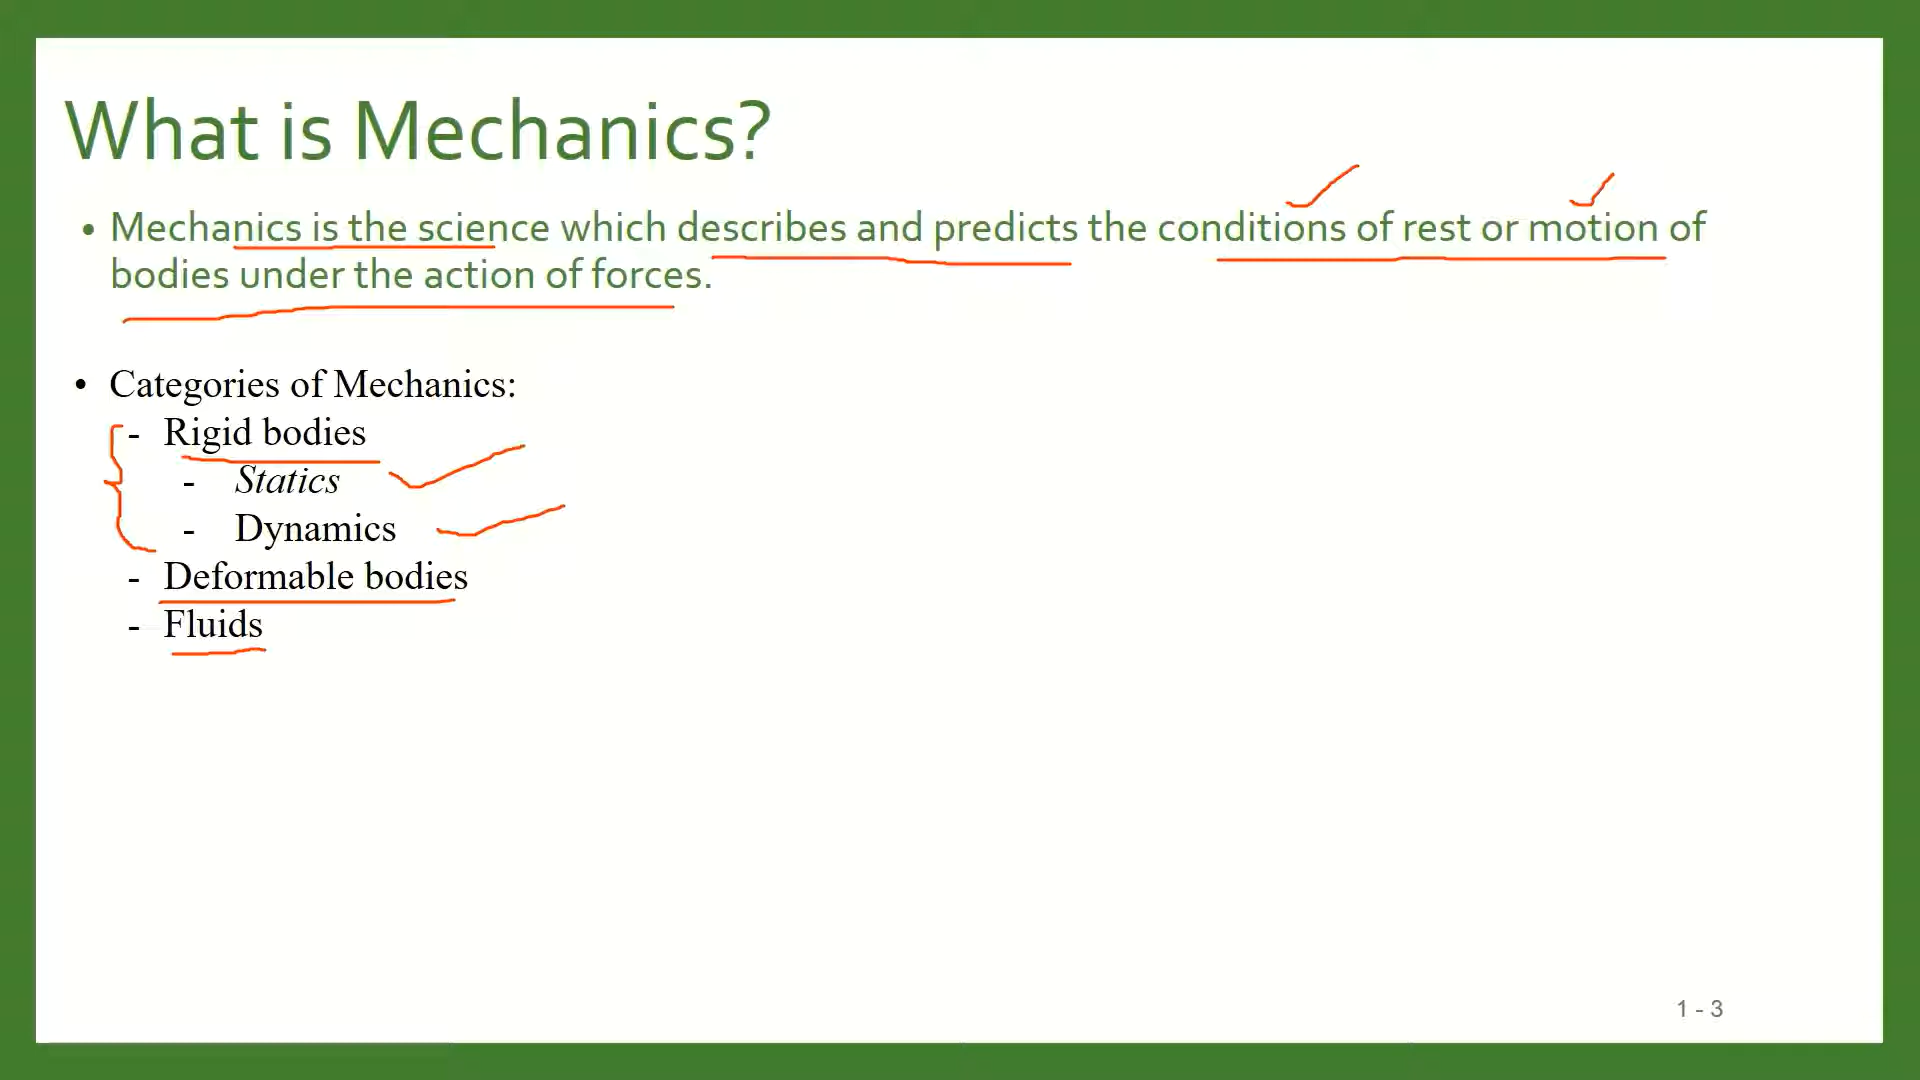 What is Mechanics?
• Mechanics is the science which describes and predicts the conditions of rest or motion of
bodies under the action of forces.
• Categories of Mechanics:
- Rigid bodies
- Statics
- Dynamics
- Deformable bodies
- Fluids
1 - 3